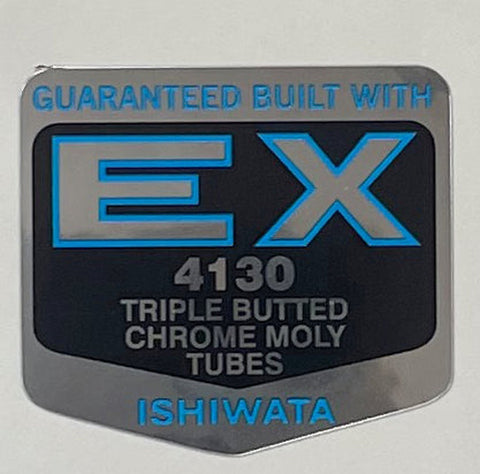 GUARANTEED BUILT WITH
EX
4130
TRIPLE BUTTED
CHROME MOLY
TUBES
ISHIWATA